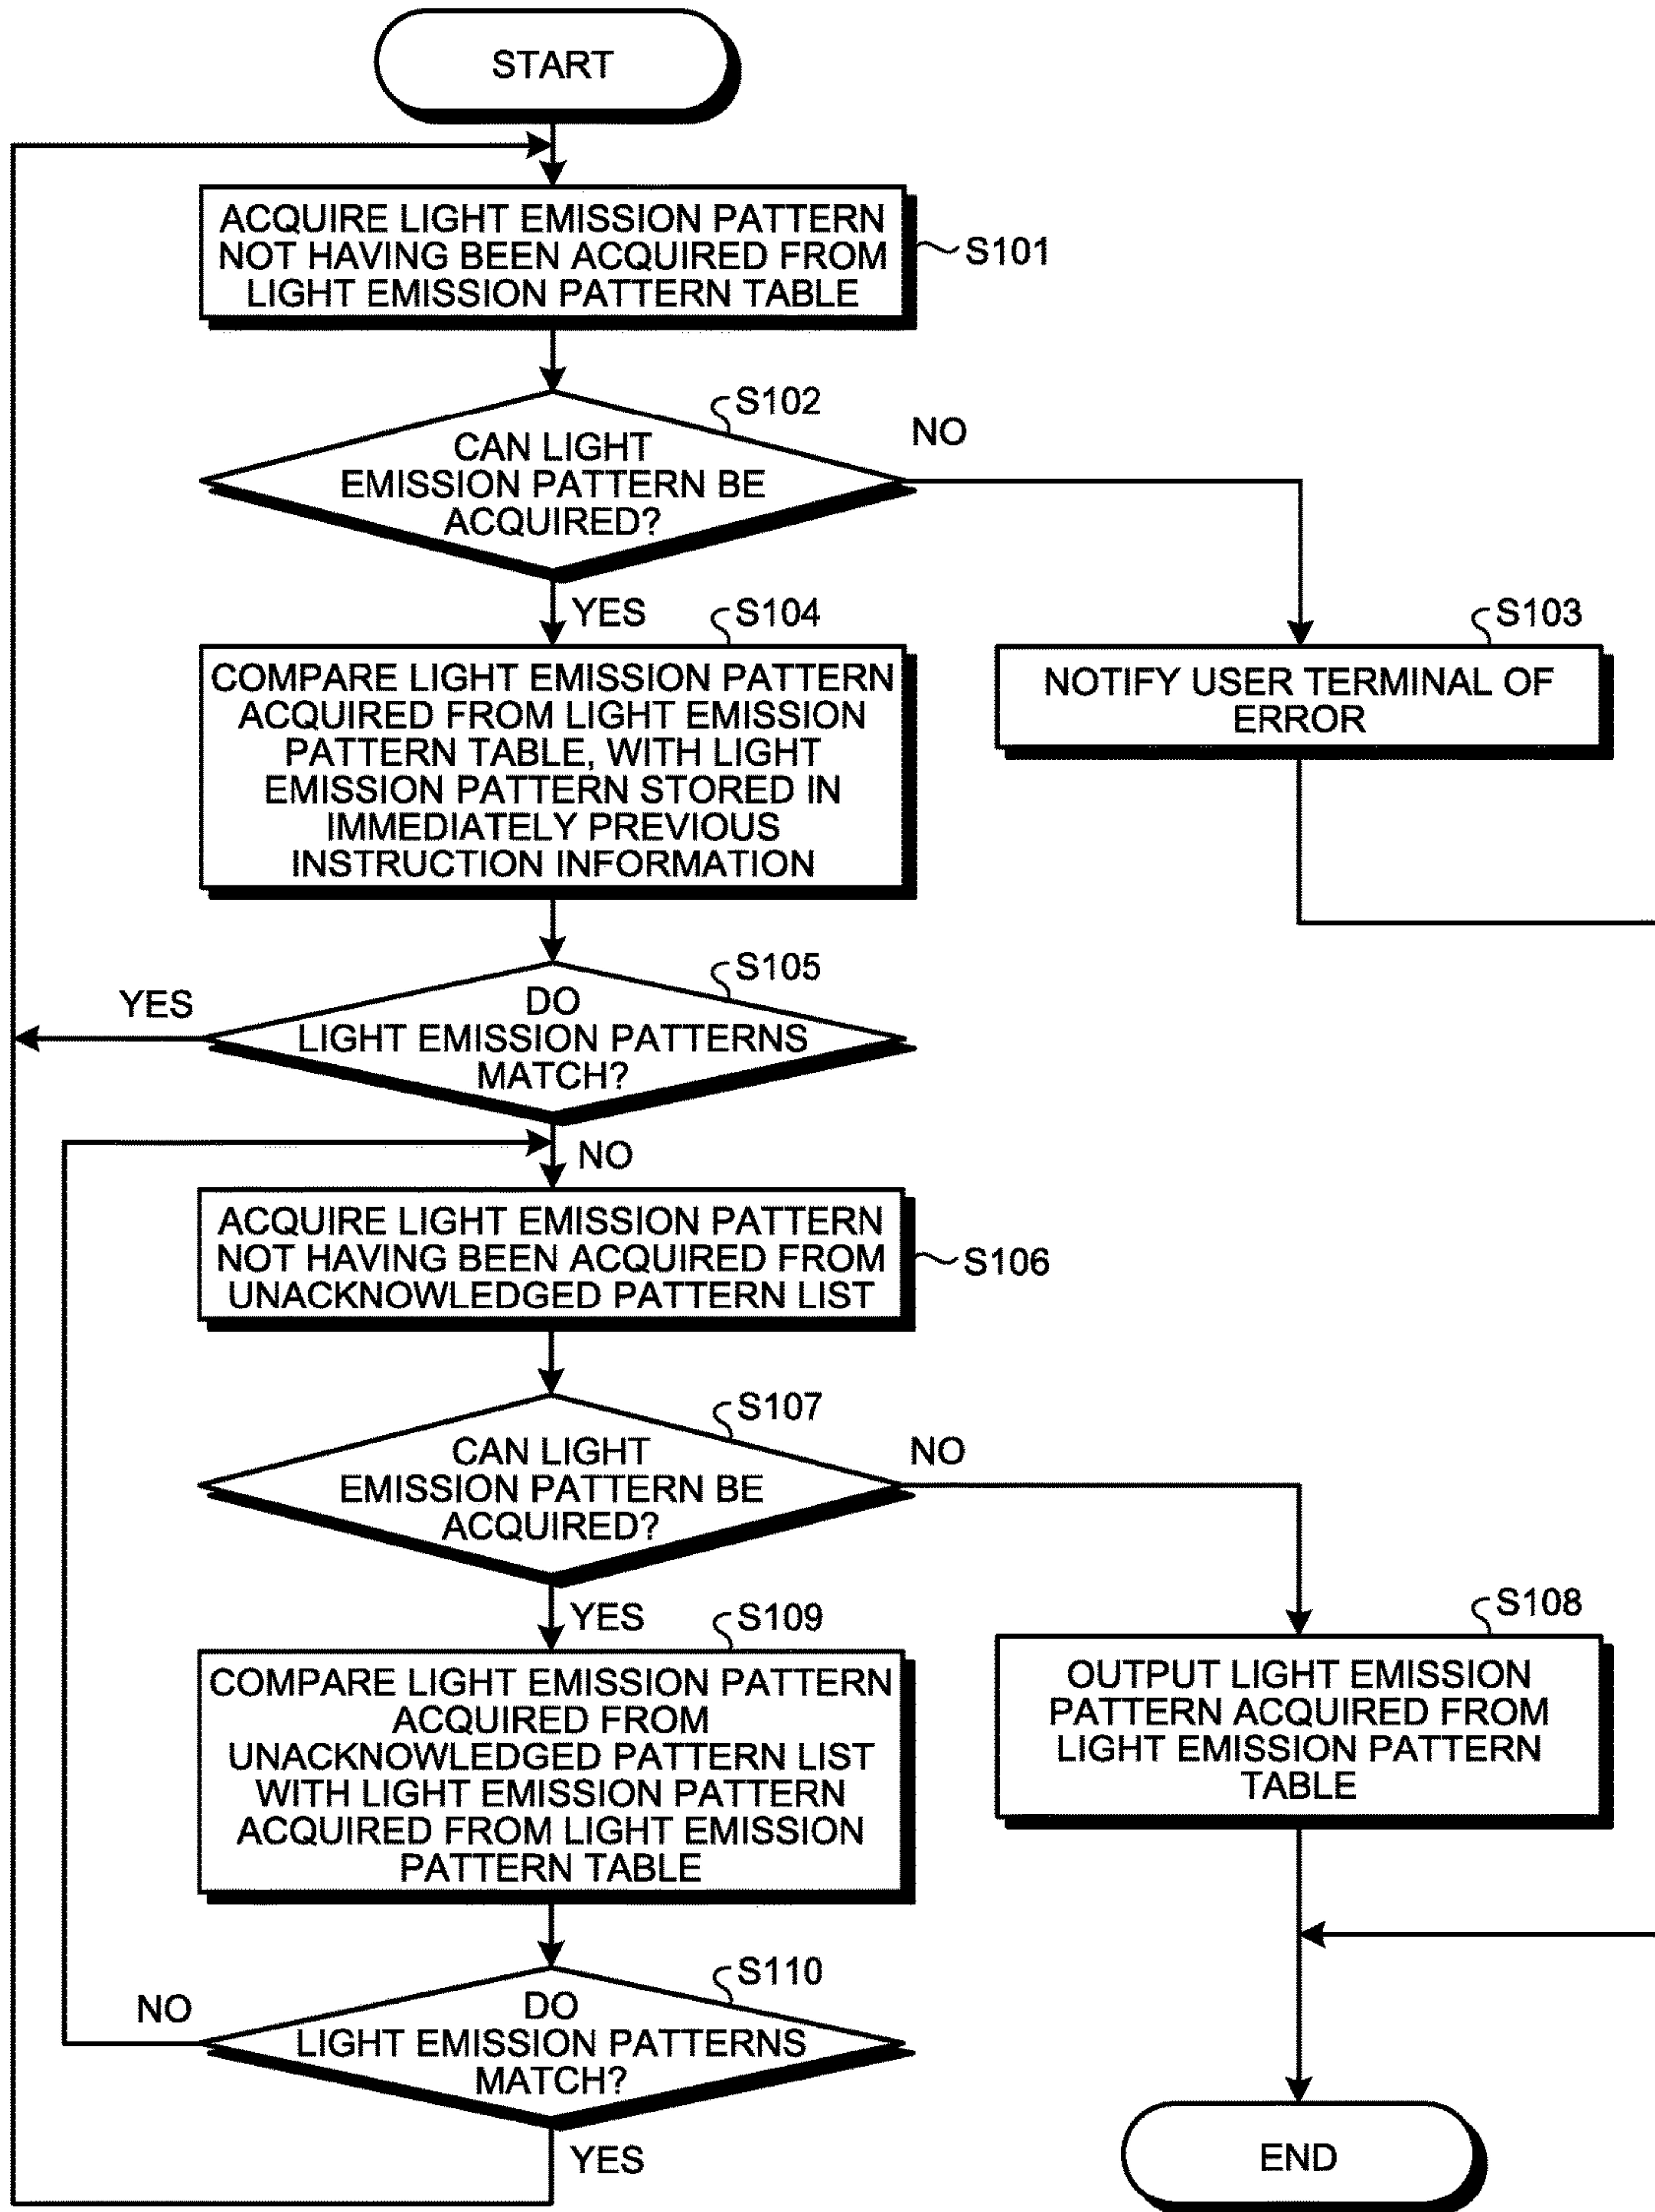 START
ACQUIRE LIGHT EMISSION PATTERN
NOT HAVING BEEN ACQUIRED FROM
LIGHT EMISSION PATTERN TABLE
S101
S102
CAN LIGHT
EMISSION PATTERN BE
ACQUIRED?
NO
YES
S104
COMPARE LIGHT EMISSION PATTERN
ACQUIRED FROM LIGHT EMISSION
PATTERN TABLE, WITH LIGHT
EMISSION PATTERN STORED IN
IMMEDIATELY PREVIOUS
INSTRUCTION INFORMATION
S103
NOTIFY USER TERMINAL OF
ERROR
S105
DO
LIGHT EMISSION PATTERNS
MATCH?
YES
NO
ACQUIRE LIGHT EMISSION PATTERN
NOT HAVING BEEN ACQUIRED FROM
UNACKNOWLEDGED PATTERN LIST
S106
S107
CAN LIGHT
EMISSION PATTERN BE
ACQUIRED?
NO
YES
S109
COMPARE LIGHT EMISSION PATTERN
ACQUIRED FROM
UNACKNOWLEDGED PATTERN LIST
WITH LIGHT EMISSION PATTERN
ACQUIRED FROM LIGHT EMISSION
PATTERN TABLE
S108
OUTPUT LIGHT EMISSION
PATTERN ACQUIRED FROM
LIGHT EMISSION PATTERN
TABLE
S110
DO
LIGHT EMISSION PATTERNS
MATCH?
NO
YES
END